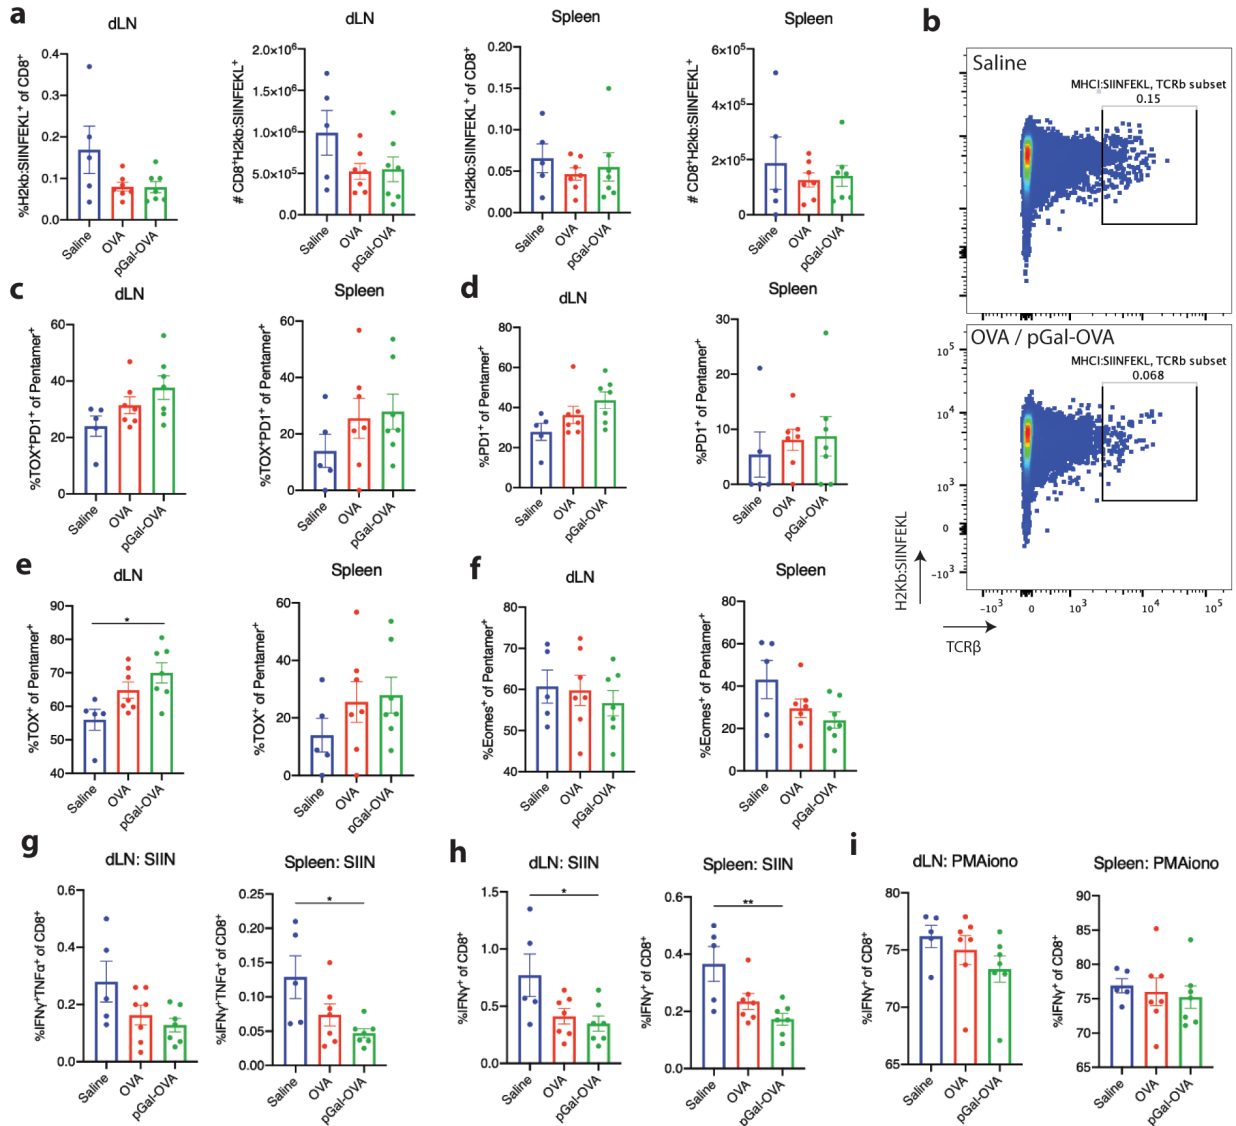 a
dLN
%H2kb:SIINFEKL+ of CD8+
0.4
0.3
0.2
0.1
0.0
Saline
OVA
pGal-OVA
dLN
# CD8+H2kb:SIINFEKL+
2.0×10⁶
1.5×10⁶
1.0×10⁶
5.0×10⁵
0.0
Saline
OVA
pGal-OVA
Spleen
%H2kb:SIINFEKL+ of CD8+
0.20
0.15
0.10
0.05
0.00
Saline
OVA
pGal-OVA
Spleen
# CD8+H2kb:SIINFEKL+
6×10⁵
4×10⁵
2×10⁵
0
Saline
OVA
pGal-OVA
b
Saline
MHCI:SIINFEKL, TCRb subset
0.15
OVA / pGal-OVA
MHCI:SIINFEKL, TCRb subset
0.068
10⁵
10⁴
10³
0
-10³
-10³
0
10³
10⁴
10⁵
H2Kb:SIINFEKL
TCRβ
c
dLN
%TOX+PD1+ of Pentamer+
60
40
20
0
Saline
OVA
pGal-OVA
Spleen
%TOX+PD1+ of Pentamer+
60
40
20
0
Saline
OVA
pGal-OVA
d
dLN
%PD1+ of Pentamer+
80
60
40
20
0
Saline
OVA
pGal-OVA
Spleen
%PD1+ of Pentamer+
30
20
10
0
Saline
OVA
pGal-OVA
e
dLN
%TOX+ of Pentamer+
90
80
70
60
50
40
*
Saline
OVA
pGal-OVA
Spleen
%TOX+ of Pentamer+
60
40
20
0
Saline
OVA
pGal-OVA
f
dLN
%Eomes+ of Pentamer+
80
70
60
50
40
Saline
OVA
pGal-OVA
Spleen
%Eomes+ of Pentamer+
80
60
40
20
0
Saline
OVA
pGal-OVA
g
dLN: SIIN
%IFNγ+TNFα+ of CD8+
0.6
0.4
0.2
0.0
Saline
OVA
pGal-OVA
Spleen: SIIN
%IFNγ+TNFα+ of CD8+
0.25
0.20
0.15
0.10
0.05
0.00
*
Saline
OVA
pGal-OVA
h
dLN: SIIN
%IFNγ+ of CD8+
1.5
1.0
0.5
0.0
*
Saline
OVA
pGal-OVA
Spleen: SIIN
%IFNγ+ of CD8+
0.6
0.4
0.2
0.0
**
Saline
OVA
pGal-OVA
i
dLN: PMAiono
%IFNγ+ of CD8+
80
75
70
65
Saline
OVA
pGal-OVA
Spleen: PMAiono
%IFNγ+ of CD8+
90
85
80
75
70
65
Saline
OVA
pGal-OVA